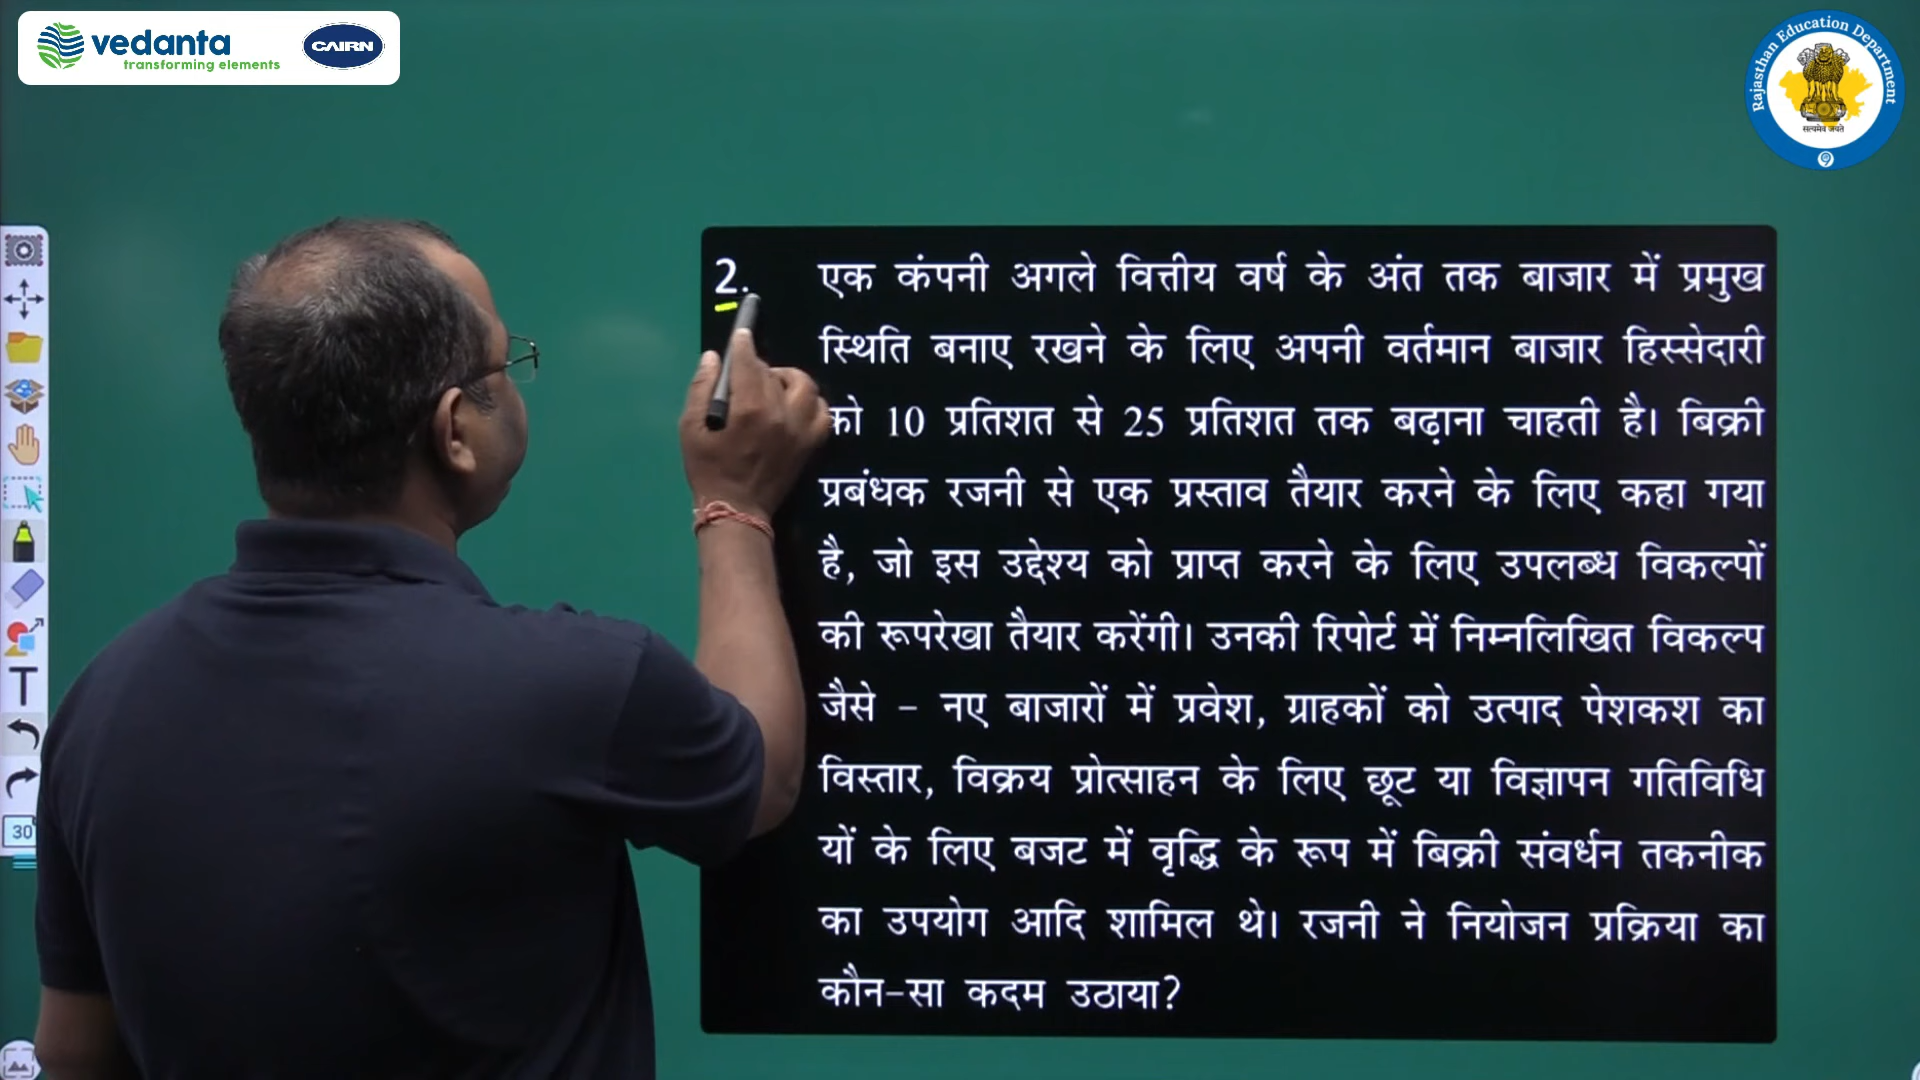 vedanta
transforming elements
CAIRN
Rajasthan Education Department
सत्यमेव जयते
2. एक कंपनी अगले वित्तीय वर्ष के अंत तक बाजार में प्रमुख
स्थिति बनाए रखने के लिए अपनी वर्तमान बाजार हिस्सेदारी
को 10 प्रतिशत से 25 प्रतिशत तक बढ़ाना चाहती है। बिक्री
प्रबंधक रजनी से एक प्रस्ताव तैयार करने के लिए कहा गया
है, जो इस उद्देश्य को प्राप्त करने के लिए उपलब्ध विकल्पों
की रूपरेखा तैयार करेंगी। उनकी रिपोर्ट में निम्नलिखित विकल्प
जैसे – नए बाजारों में प्रवेश, ग्राहकों को उत्पाद पेशकश का
विस्तार, विक्रय प्रोत्साहन के लिए छूट या विज्ञापन गतिविधि
यों के लिए बजट में वृद्धि के रूप में बिक्री संवर्धन तकनीक
का उपयोग आदि शामिल थे। रजनी ने नियोजन प्रक्रिया का
कौन-सा कदम उठाया?
T
30